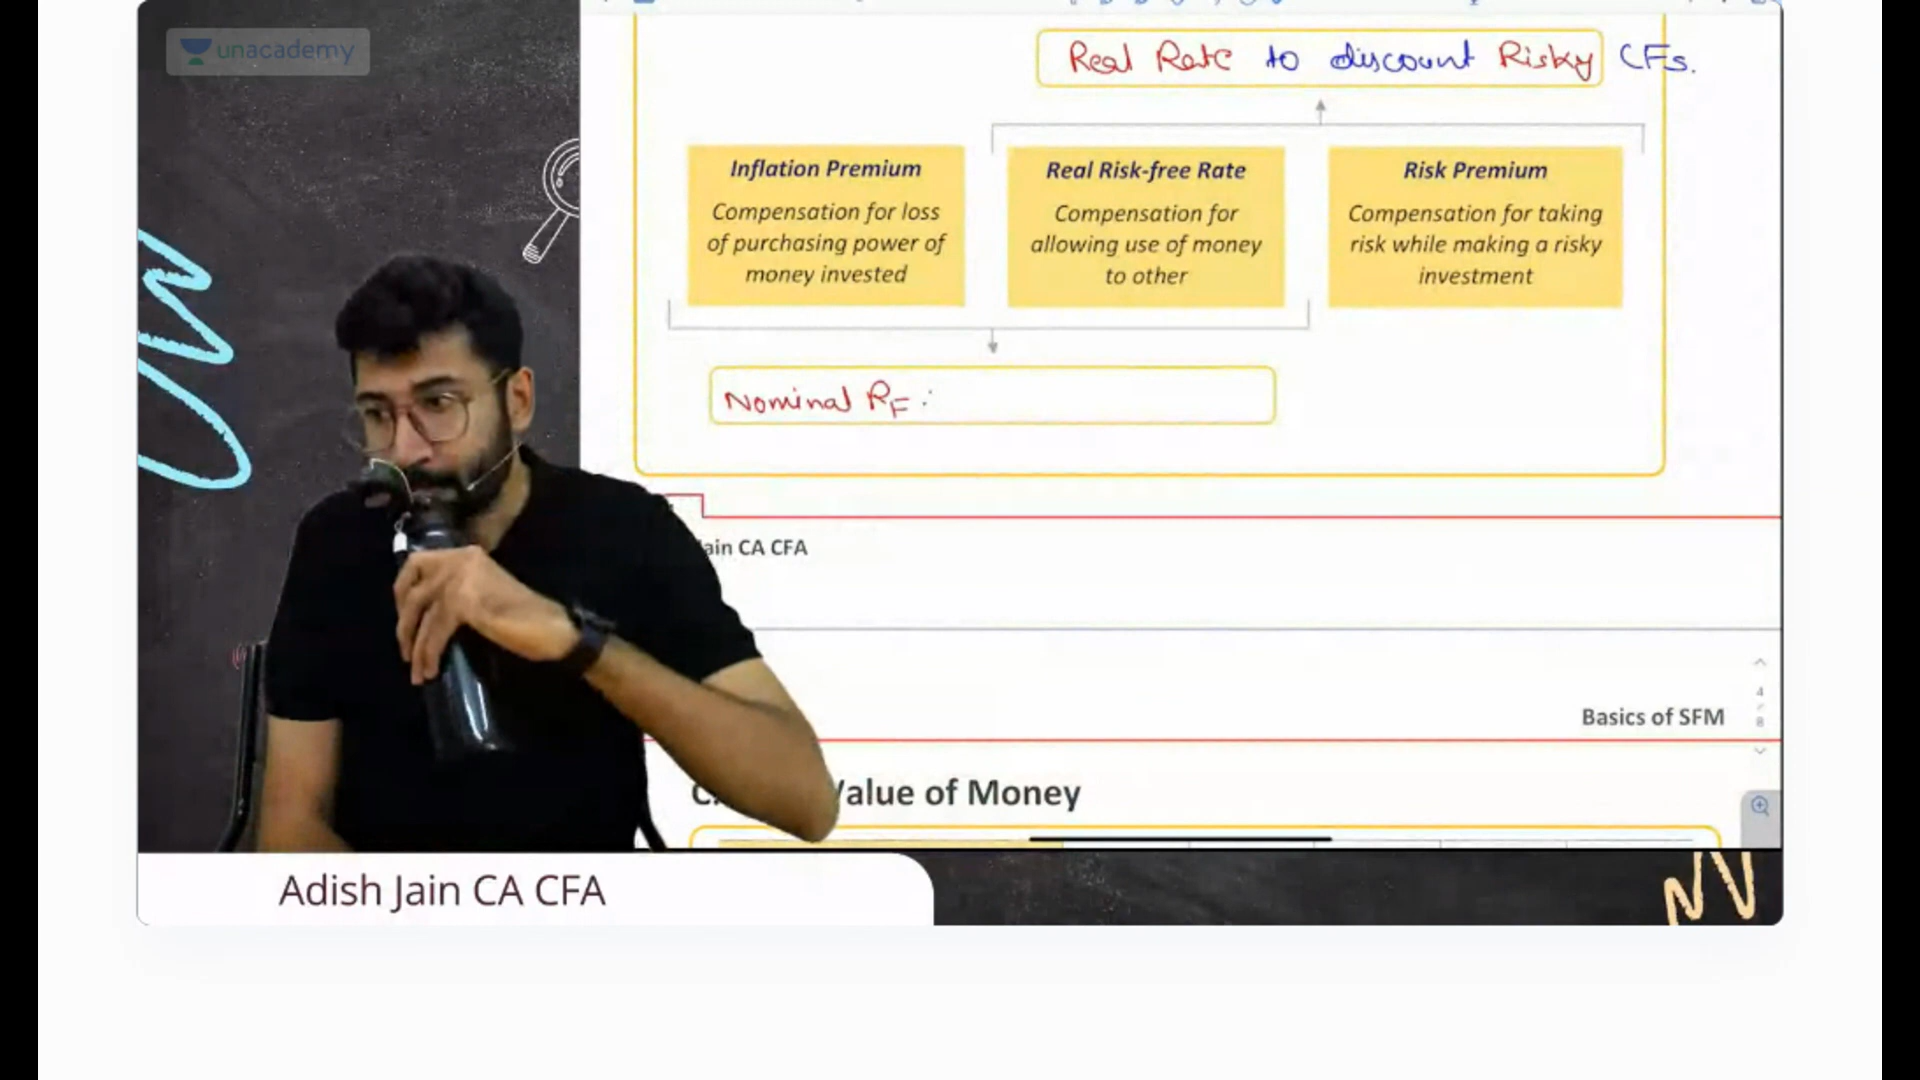 unacademy
Real Rate to discount Risky CFs.
Inflation Premium
Compensation for loss
of purchasing power of
money invested
Real Risk-free Rate
Compensation for
allowing use of money
to other
Risk Premium
Compensation for taking
risk while making a risky
investment
Nominal RF :
Jain CA CFA
4
8
Basics of SFM
Value of Money
Adish Jain CA CFA